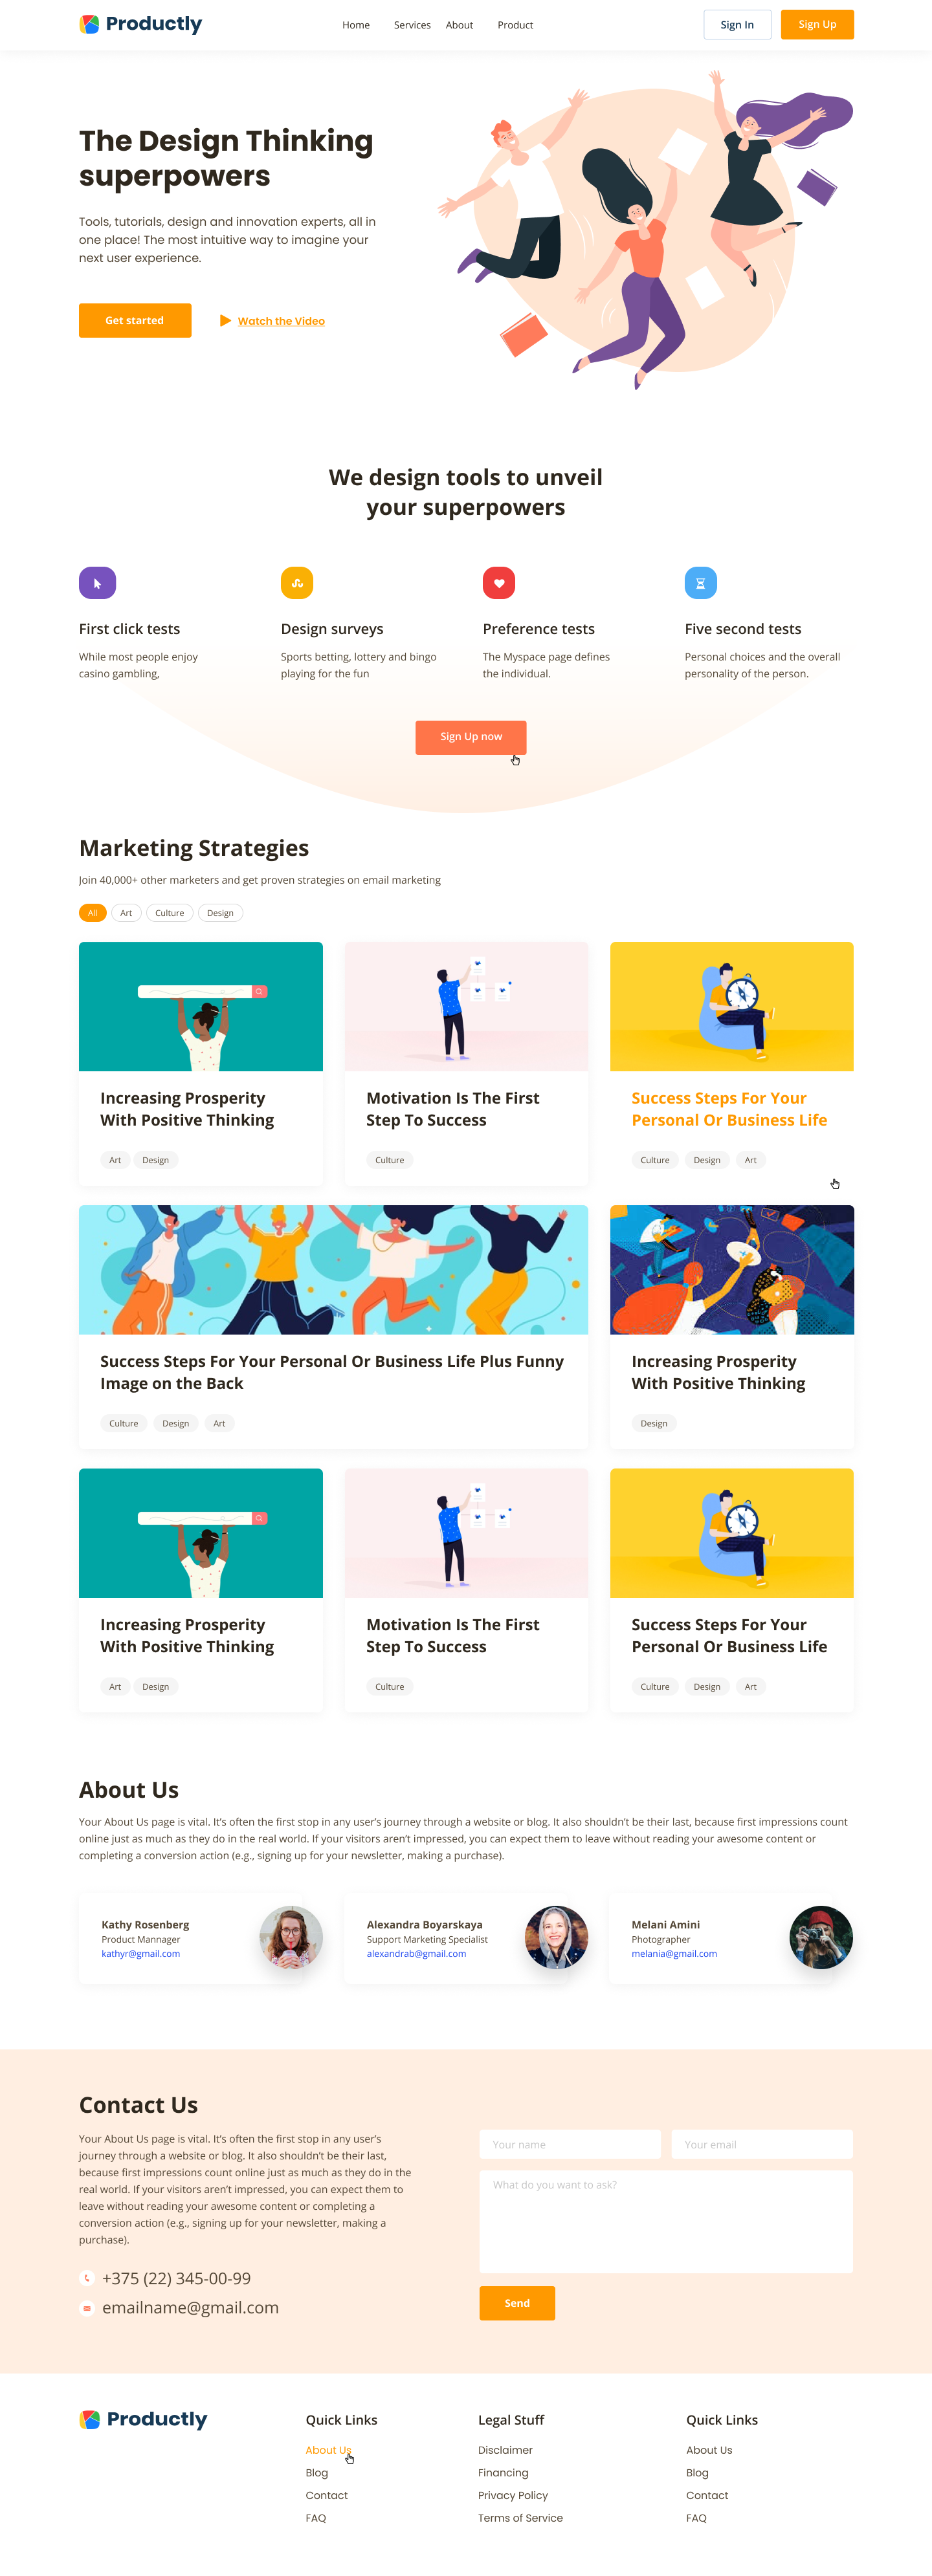 Productly
Home Services About Product
Sign In
Sign Up
The Design Thinking
superpowers
Tools, tutorials, design and innovation experts, all in
one place! The most intuitive way to imagine your
next user experience.
Get started
Watch the Video
We design tools to unveil
your superpowers
First click tests
While most people enjoy
casino gambling,
Design surveys
Sports betting, lottery and bingo
playing for the fun
Preference tests
The Myspace page defines
the individual.
Five second tests
Personal choices and the overall
personality of the person.
Sign Up now
Marketing Strategies
Join 40,000+ other marketers and get proven strategies on email marketing
All Art Culture Design
Increasing Prosperity
With Positive Thinking
Art Design
Motivation Is The First
Step To Success
Culture
Success Steps For Your
Personal Or Business Life
Culture Design Art
Success Steps For Your Personal Or Business Life Plus Funny
Image on the Back
Culture Design Art
Increasing Prosperity
With Positive Thinking
Design
Increasing Prosperity
With Positive Thinking
Art Design
Motivation Is The First
Step To Success
Culture
Success Steps For Your
Personal Or Business Life
Culture Design Art
About Us
Your About Us page is vital. It’s often the first stop in any user’s journey through a website or blog. It also shouldn’t be their last, because first impressions count
online just as much as they do in the real world. If your visitors aren’t impressed, you can expect them to leave without reading your awesome content or
completing a conversion action (e.g., signing up for your newsletter, making a purchase).
Kathy Rosenberg
Product Mannager
kathyr@gmail.com
Alexandra Boyarskaya
Support Marketing Specialist
alexandrab@gmail.com
Melani Amini
Photographer
melania@gmail.com
Contact Us
Your About Us page is vital. It’s often the first stop in any user’s
journey through a website or blog. It also shouldn’t be their last,
because first impressions count online just as much as they do in the
real world. If your visitors aren’t impressed, you can expect them to
leave without reading your awesome content or completing a
conversion action (e.g., signing up for your newsletter, making a
purchase).
+375 (22) 345-00-99
emailname@gmail.com
Your name
Your email
What do you want to ask?
Send
Productly
Quick Links
About Us
Blog
Contact
FAQ
Legal Stuff
Disclaimer
Financing
Privacy Policy
Terms of Service
Quick Links
About Us
Blog
Contact
FAQ